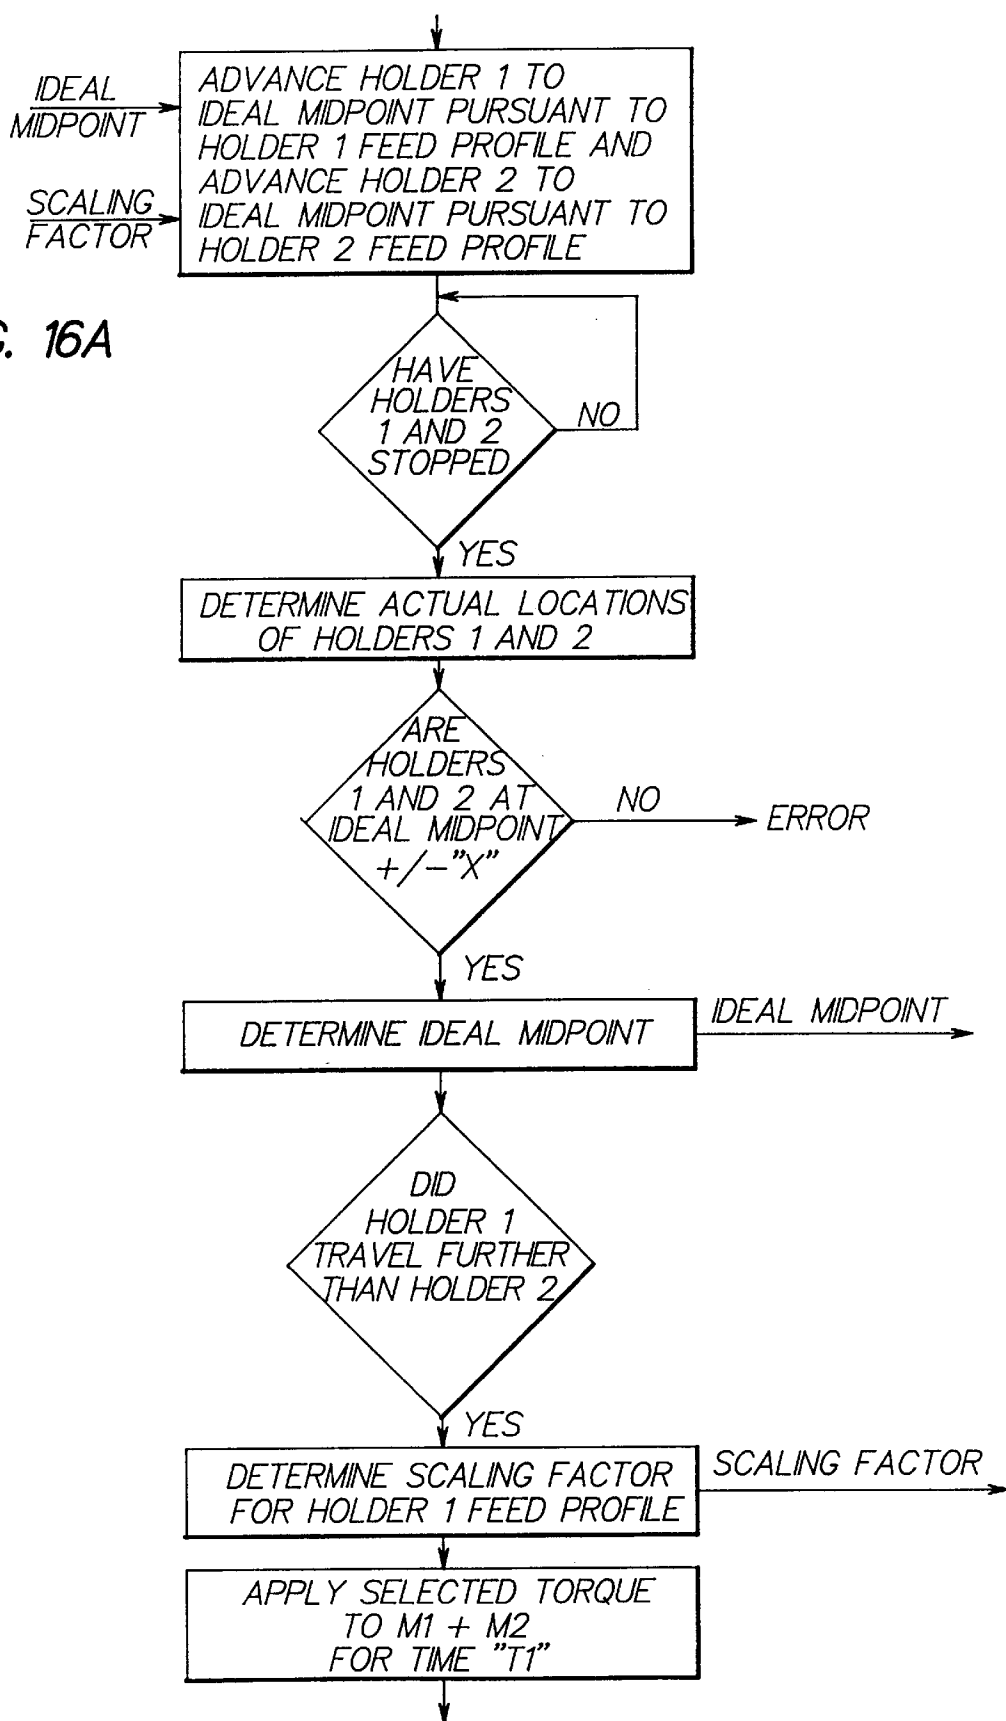 IDEAL
MIDPOINT
SCALING
FACTOR
ADVANCE HOLDER 1 TO
IDEAL MIDPOINT PURSUANT TO
HOLDER 1 FEED PROFILE AND
ADVANCE HOLDER 2 TO
IDEAL MIDPOINT PURSUANT TO
HOLDER 2 FEED PROFILE
16A
HAVE
HOLDERS
1 AND 2
STOPPED
NO
YES
DETERMINE ACTUAL LOCATIONS
OF HOLDERS 1 AND 2
ARE
HOLDERS
1 AND 2 AT
IDEAL MIDPOINT
+/-"X"
NO
ERROR
YES
DETERMINE IDEAL MIDPOINT
IDEAL MIDPOINT
DID
HOLDER 1
TRAVEL FURTHER
THAN HOLDER 2
YES
DETERMINE SCALING FACTOR
FOR HOLDER 1 FEED PROFILE
SCALING FACTOR
APPLY SELECTED TORQUE
TO M1 + M2
FOR TIME "T1"